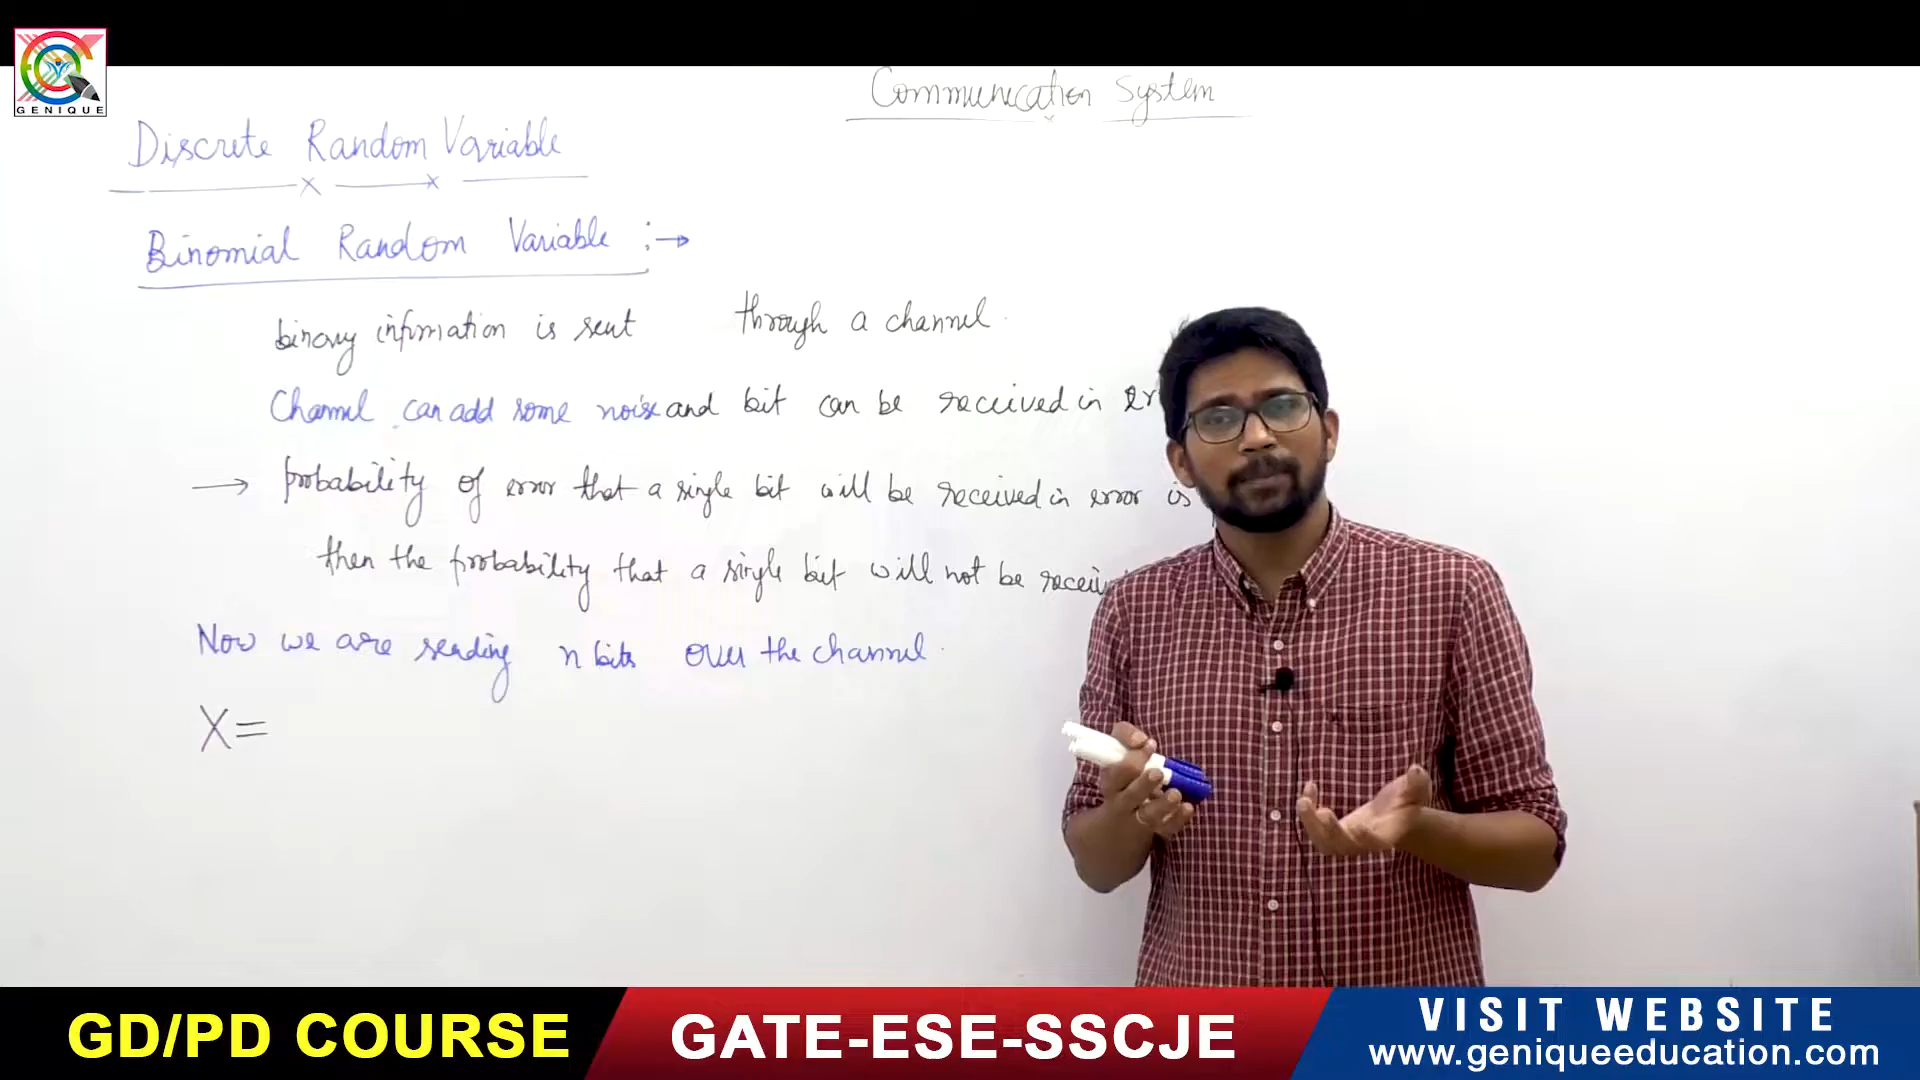 GENIQUE
Communication System
Discrete Random Variable
Binomial Random Variable :→
binary infirmation is sent through a channel.
Channel can add some noise and bit can be received in
→ probability of error that a single bit will be received in error is
then the probability that a single bit will not be
Now we are sending n bits over the channel.
X=
GD/PD COURSE
GATE-ESE-SSCJE
VISIT WEBSITE
www.geniqueeducation.com